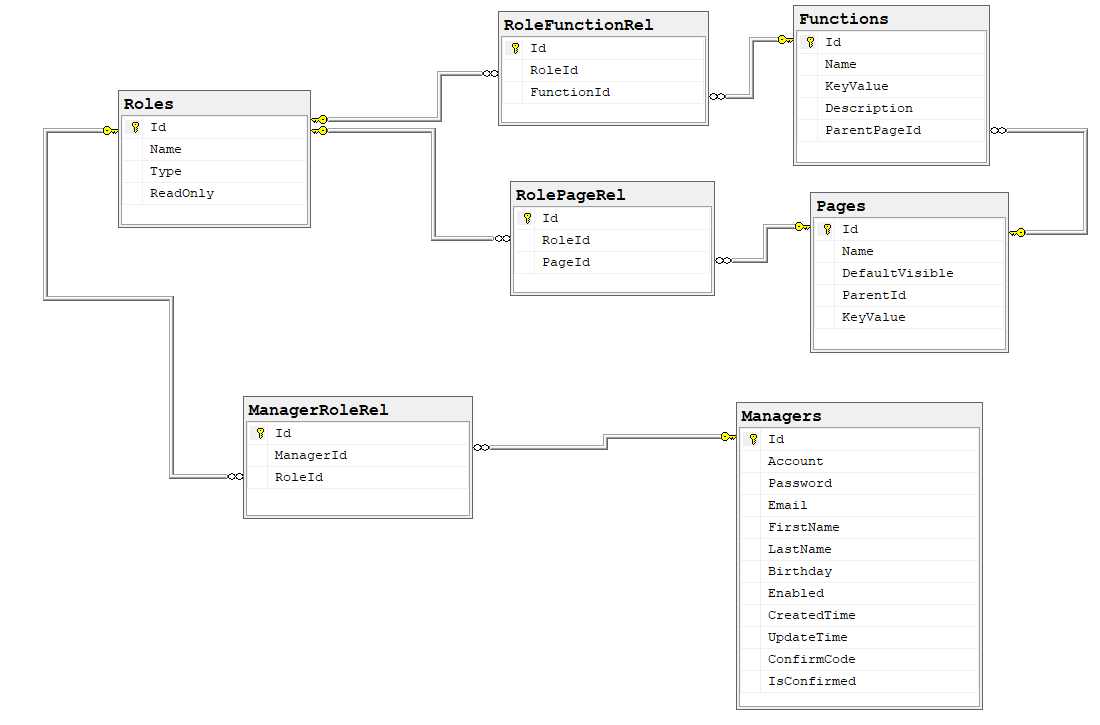 RoleFunctionRel
Id
RoleId
FunctionId
Functions
Id
Name
KeyValue
Description
ParentPageId
Roles
Id
Name
Type
ReadOnly
RolePageRel
Id
RoleId
PageId
Pages
Id
Name
DefaultVisible
ParentId
KeyValue
ManagerRoleRel
Id
ManagerId
RoleId
Managers
Id
Account
Password
Email
FirstName
LastName
Birthday
Enabled
CreatedTime
UpdateTime
ConfirmCode
IsConfirmed